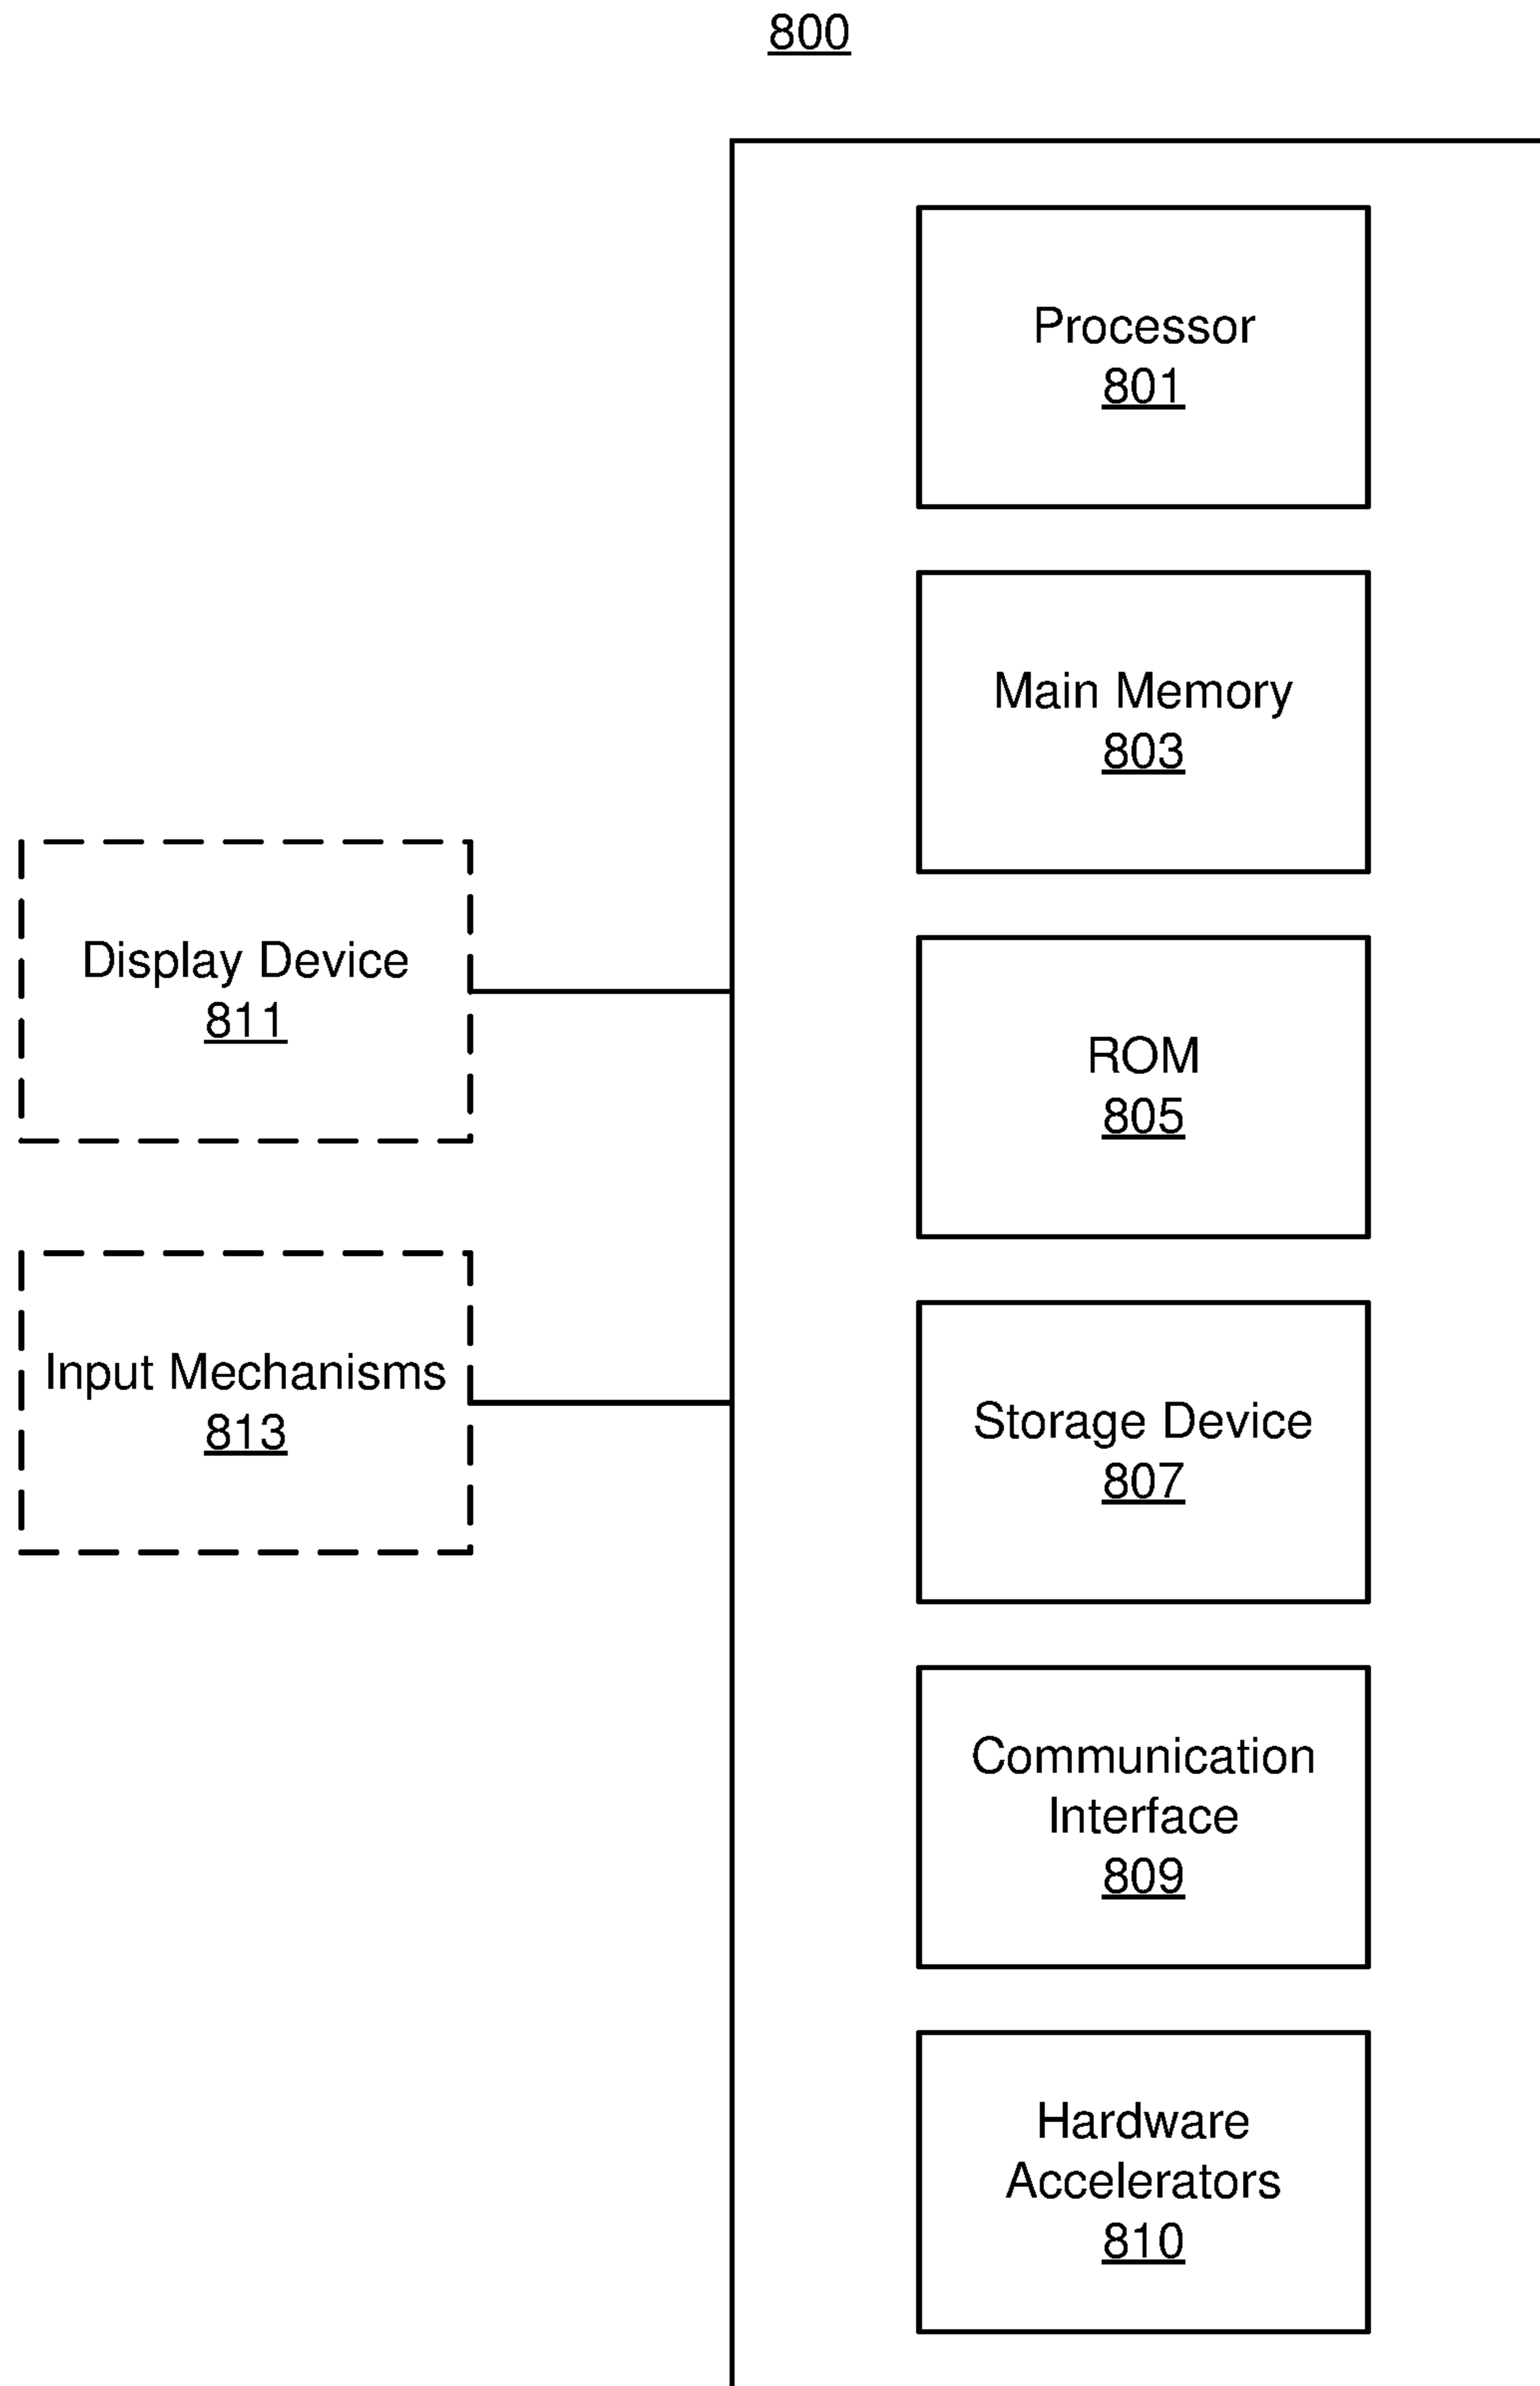 800
Processor
801
Main Memory
803
Display Device
811
ROM
805
Input Mechanisms
813
Storage Device
807
Communication
Interface
809
Hardware
Accelerators
810